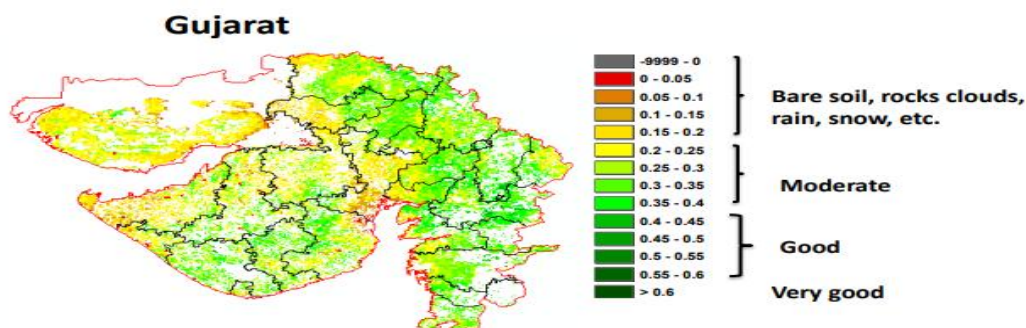 Gujarat
-9999 - 0
0 - 0.05
0.05 - 0.1
0.1 - 0.15
0.15 - 0.2
0.2 - 0.25
0.25 - 0.3
0.3 - 0.35
0.35 - 0.4
0.4 - 0.45
0.45 - 0.5
0.5 - 0.55
0.55 - 0.6
> 0.6
Bare soil, rocks clouds,
rain, snow, etc.
Moderate
Good
Very good